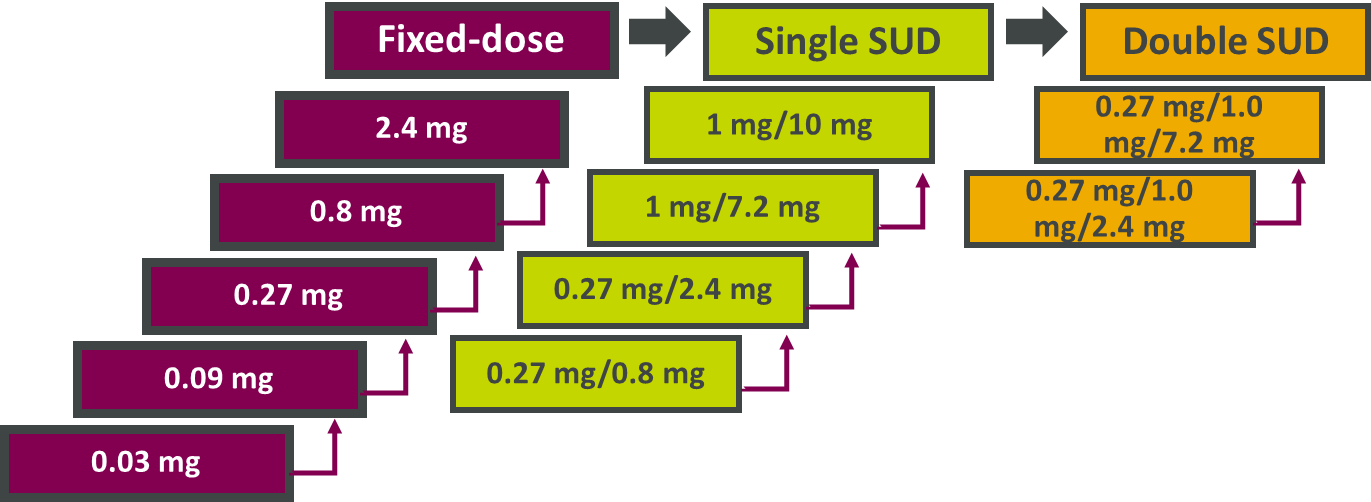 Fixed-dose
Single SUD
Double SUD
2.4 mg
0.8 mg
0.27 mg
0.09 mg
0.03 mg
1 mg/10 mg
1 mg/7.2 mg
0.27 mg/2.4 mg
0.27 mg/0.8 mg
0.27 mg/1.0
mg/7.2 mg
0.27 mg/1.0
mg/2.4 mg